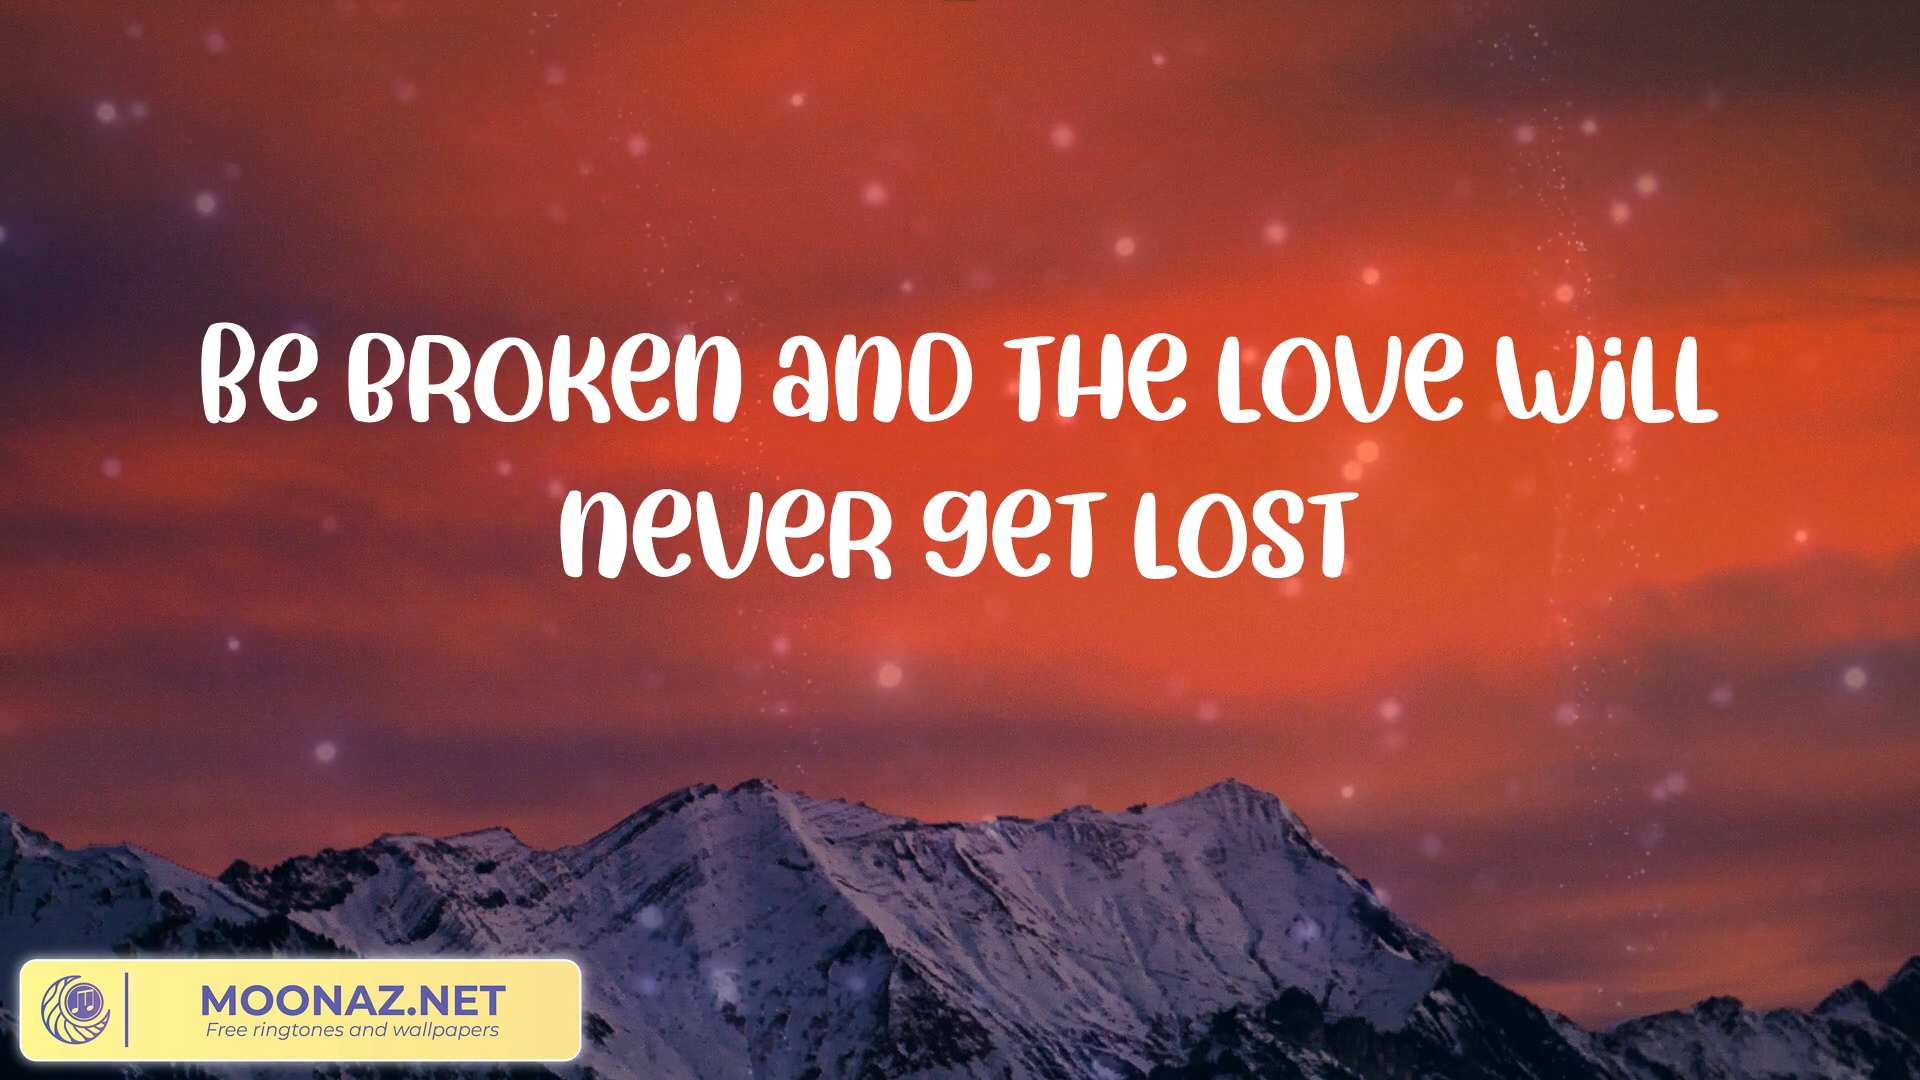 Be Broken and the Love will
never get lost
MOONAZ.NET
Free ringtones and wallpapers